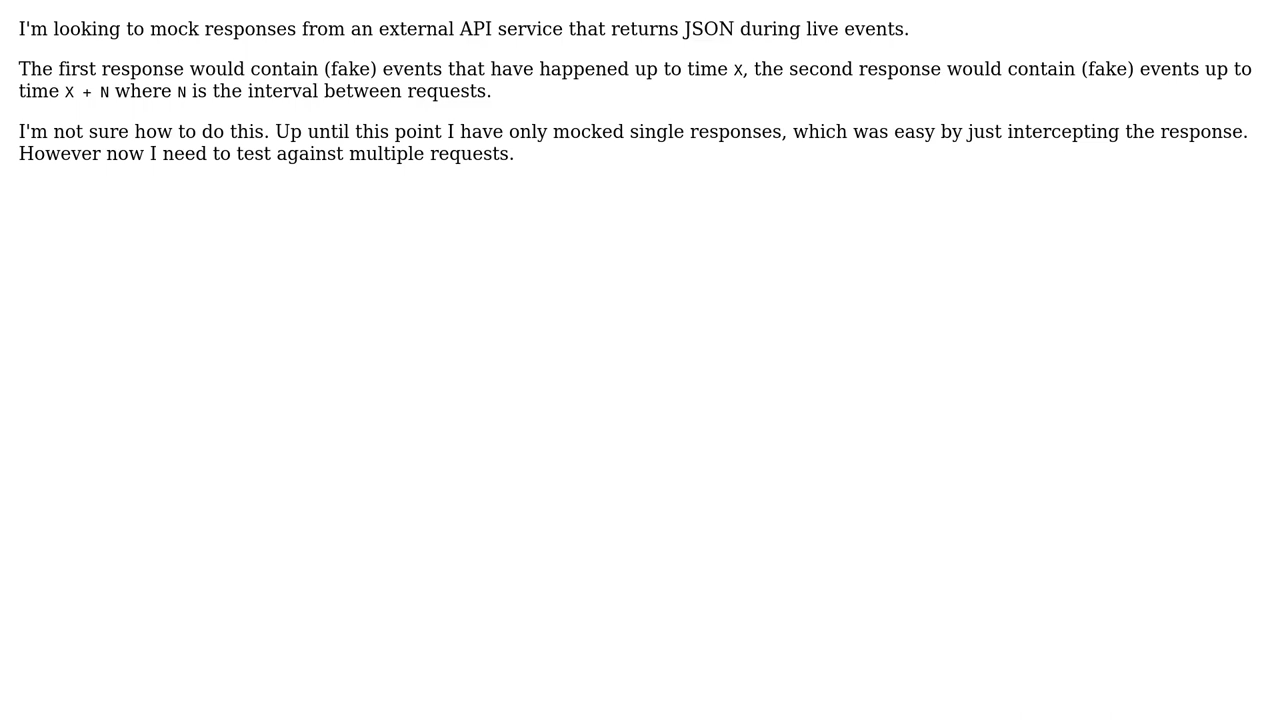 I'm looking to mock responses from an external API service that returns JSON during live events.
The first response would contain (fake) events that have happened up to time X, the second response would contain (fake) events up to
time X + N where N is the interval between requests.
I'm not sure how to do this. Up until this point I have only mocked single responses, which was easy by just intercepting the response.
However now I need to test against multiple requests.